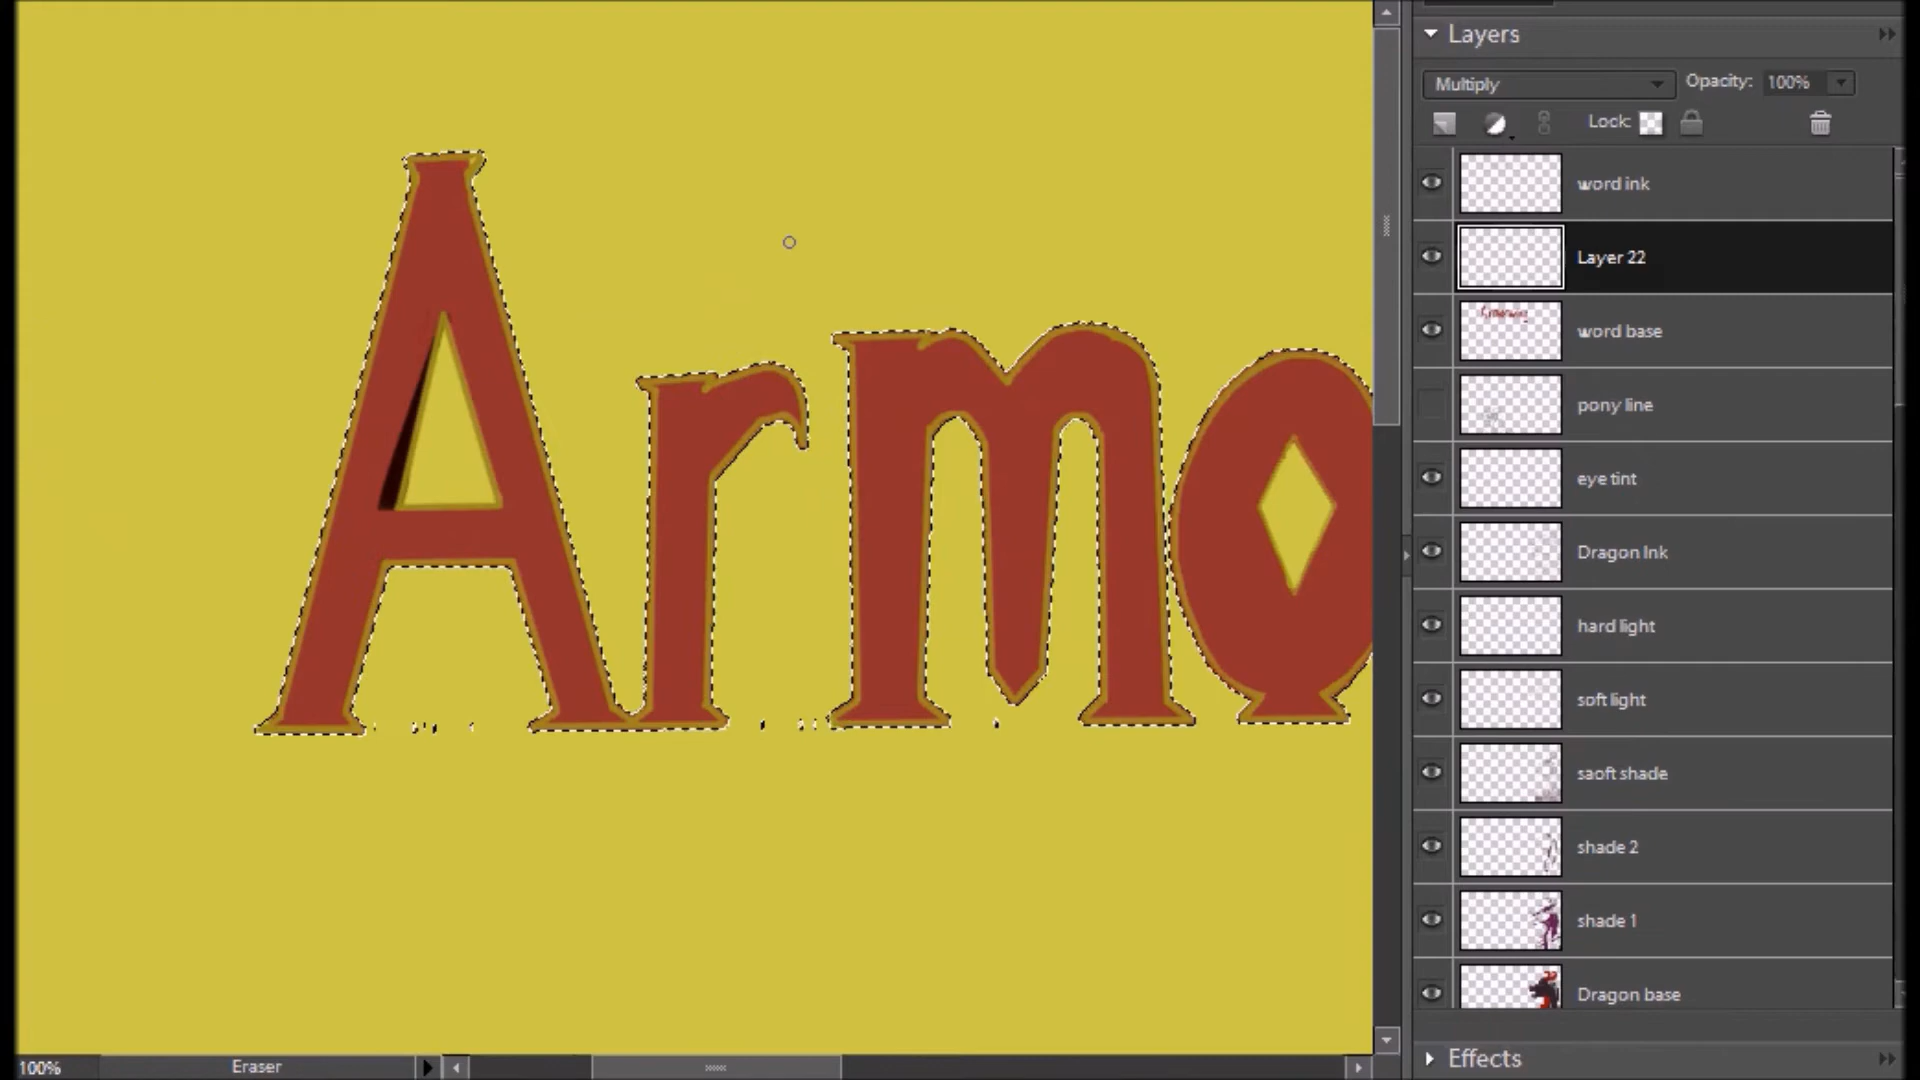 Layers
Multiply Opacity: 100%
Lock:
word ink
Layer 22
word base
pony line
eye tint
Dragon Ink
hard light
soft light
saoft shade
shade 2
shade 1
Dragon base
Effects
Armo
100% Eraser